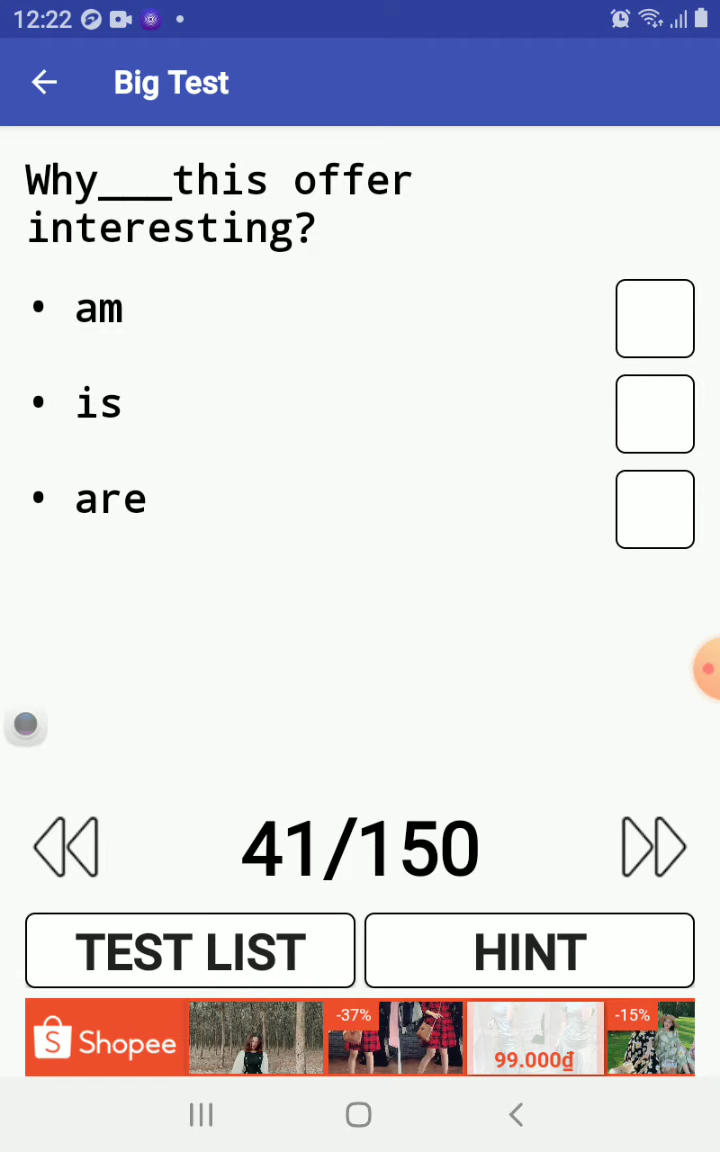 12:22
Big Test
Why___this offer
interesting?
• am
• is
• are
41/150
TEST LIST
HINT
Shopee
-37%
99.000₫
-15%